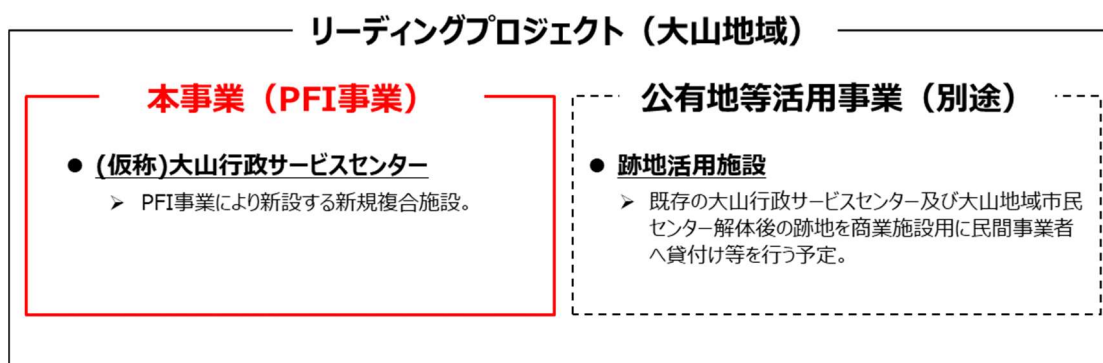 リーディングプロジェクト（大山地域）
本事業（PFI事業）
● (仮称)大山行政サービスセンター
➢ PFI事業により新設する新規複合施設。
公有地等活用事業（別途）
● 跡地活用施設
➢ 既存の大山行政サービスセンター及び大山地域市民
センター解体後の跡地を商業施設用に民間事業者
へ貸付け等を行う予定。